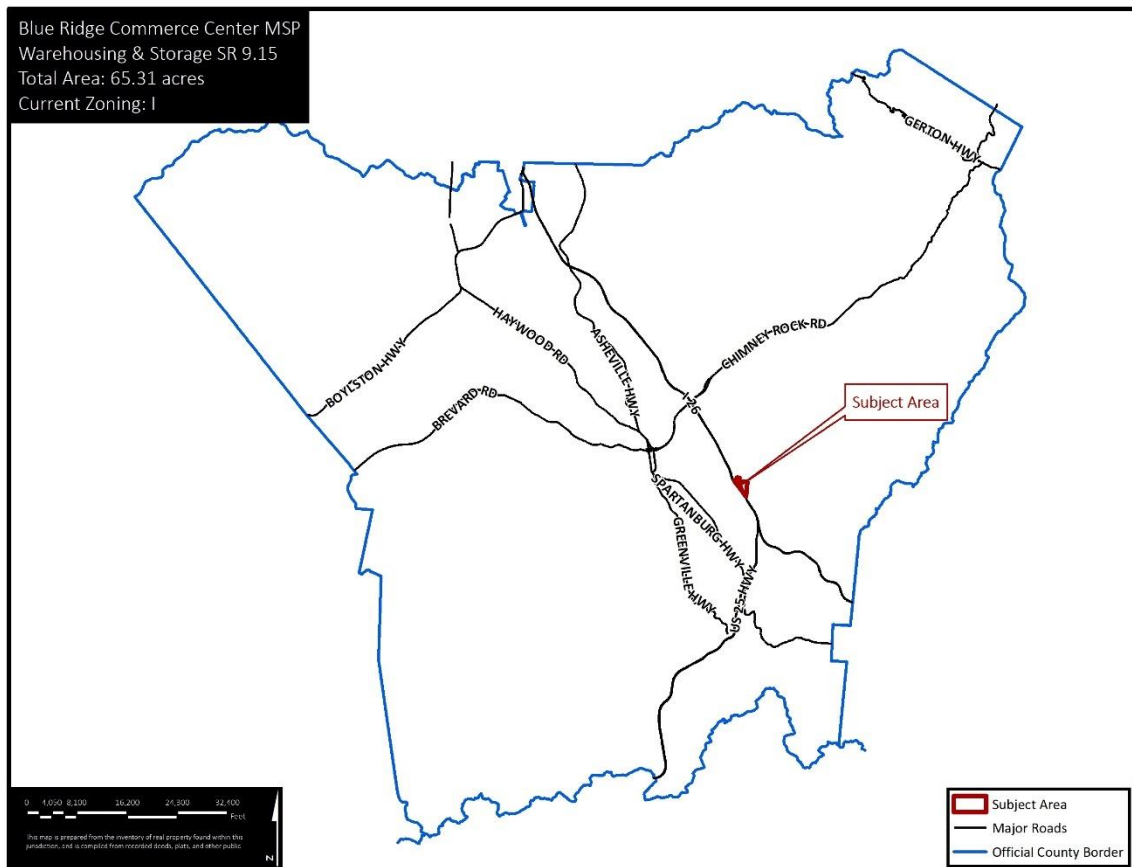 Blue Ridge Commerce Center MSP
Warehousing & Storage SR 9.15
Total Area: 65.31 acres
Current Zoning: I
GERTON HWY
CHIMNEY ROCK RD
HAYWOOD RD
ASHEVILLE HWY
BOYLSTON HWY
BREVARD RD
I-26
Subject Area
SPARTANBURG HWY
GREENVILLE HWY
US 25 HWY
0 4,050 8,100 16,200 24,300 32,400
Feet
This map is prepared from the inventory of real property found within this
jurisdiction, and is compiled from recorded deeds, plats, and other public
N
Subject Area
Major Roads
Official County Border